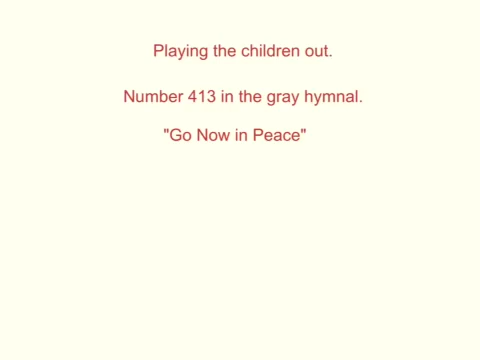 Playing the children out.
Number 413 in the gray hymnal.
"Go Now in Peace"